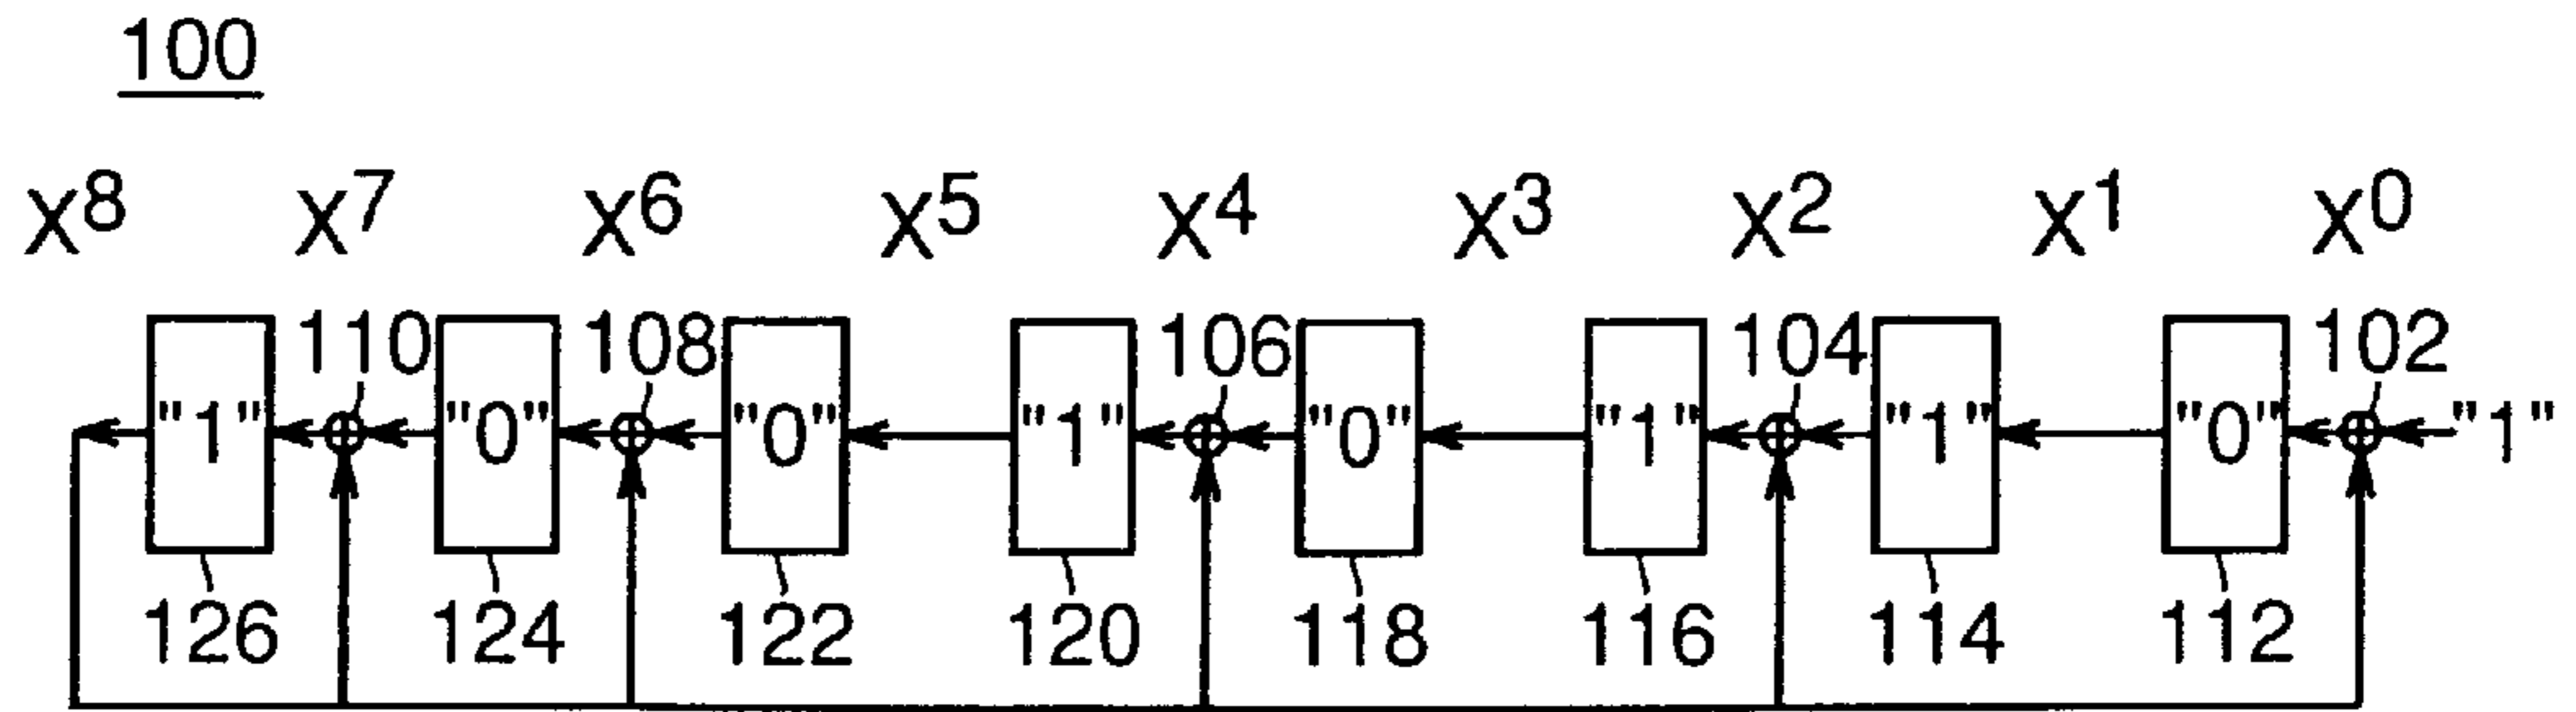 100
X⁸ X⁷ X⁶ X⁵ X⁴ X³ X² X¹ X⁰
110 108 106 104 102
"1" "0" "0" "1" "0" "1" "1" "0" "1"
126 124 122 120 118 116 114 112